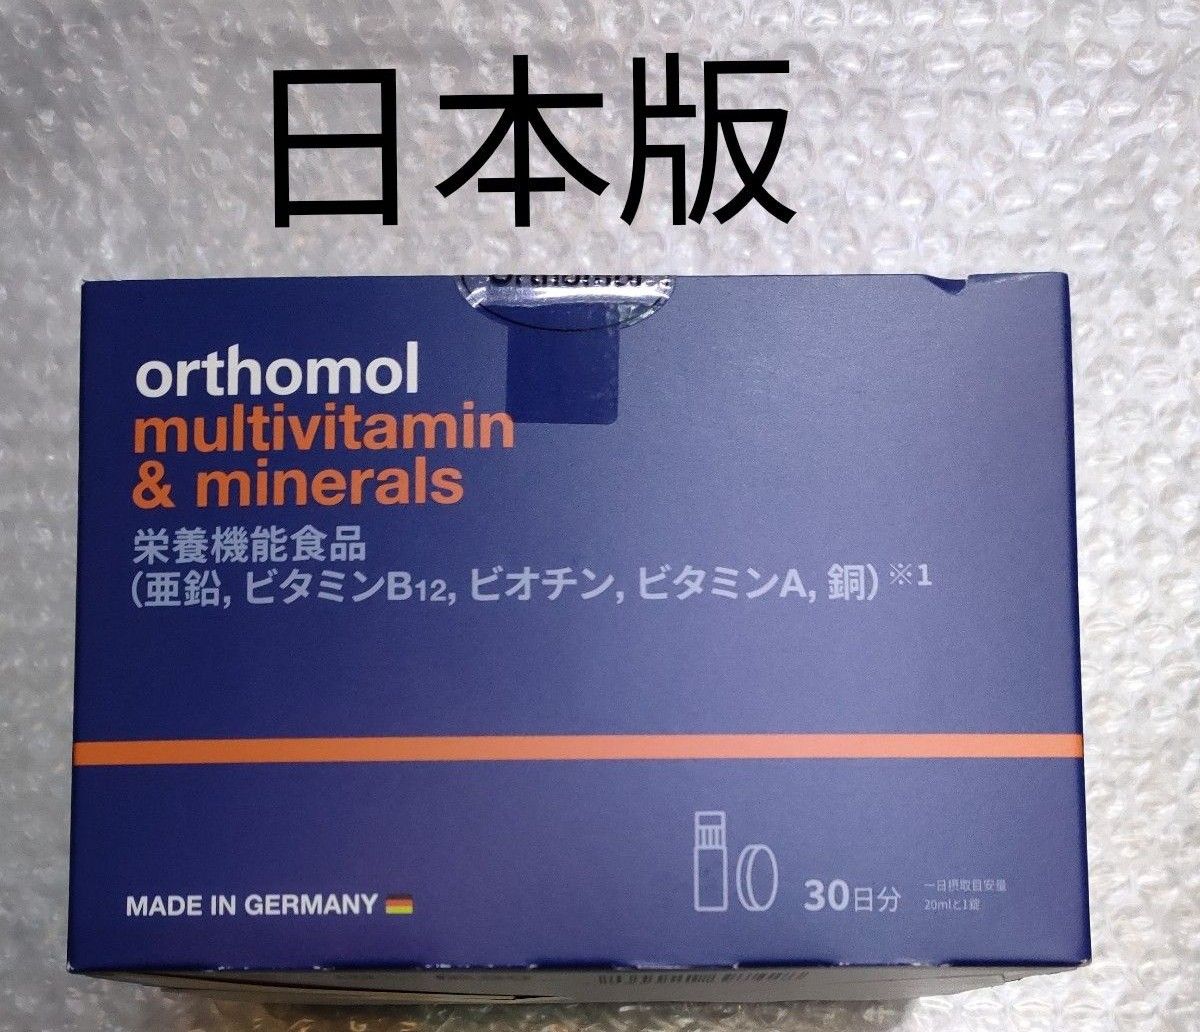 日本版
Orthomol
orthomol
multivitamin
& minerals
栄養機能食品
(亜鉛, ビタミンB12, ビオチン, ビタミンA, 銅) ※1
MADE IN GERMANY
30日分
一日摂取目安量
20mlと1錠